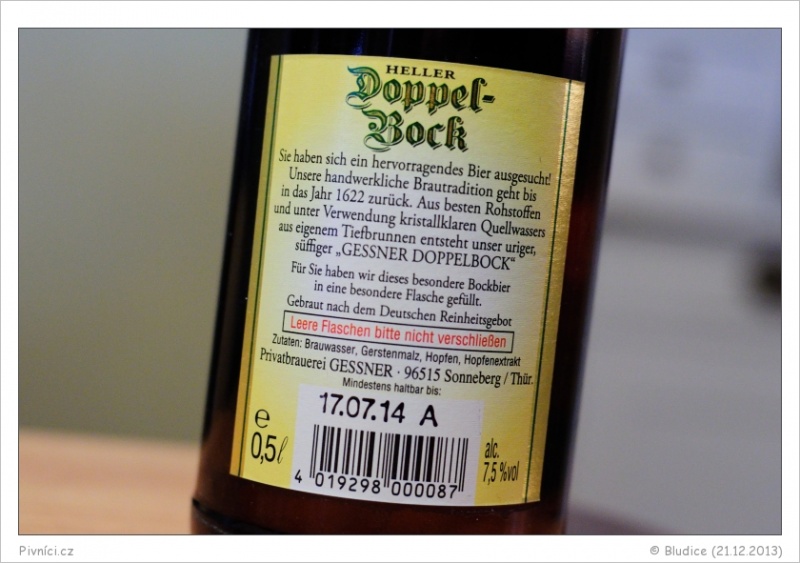 HELLER
Doppel-
Bock
Sie haben sich ein hervorragendes Bier ausgesucht!
Unsere handwerkliche Brautradition geht bis
in das Jahr 1622 zurück. Aus besten Rohstoffen
und unter Verwendung kristallklaren Quellwassers
aus eigenem Tiefbrunnen entsteht unser uriger,
süffiger „GESSNER DOPPELBOCK“
Für Sie haben wir dieses besondere Bockbier
in eine besondere Flasche gefüllt.
Gebraut nach dem Deutschen Reinheitsgebot
Leere Flaschen bitte nicht verschließen
Zutaten: Brauwasser, Gerstenmalz, Hopfen, Hopfenextrakt
Privatbrauerei GESSNER · 96515 Sonneberg / Thür.
Mindestens haltbar bis:
17.07.14 A
e
0,5l
4 019298 000087
alc.
7,5 %vol
Pivníci.cz
© Bludice (21.12.2013)